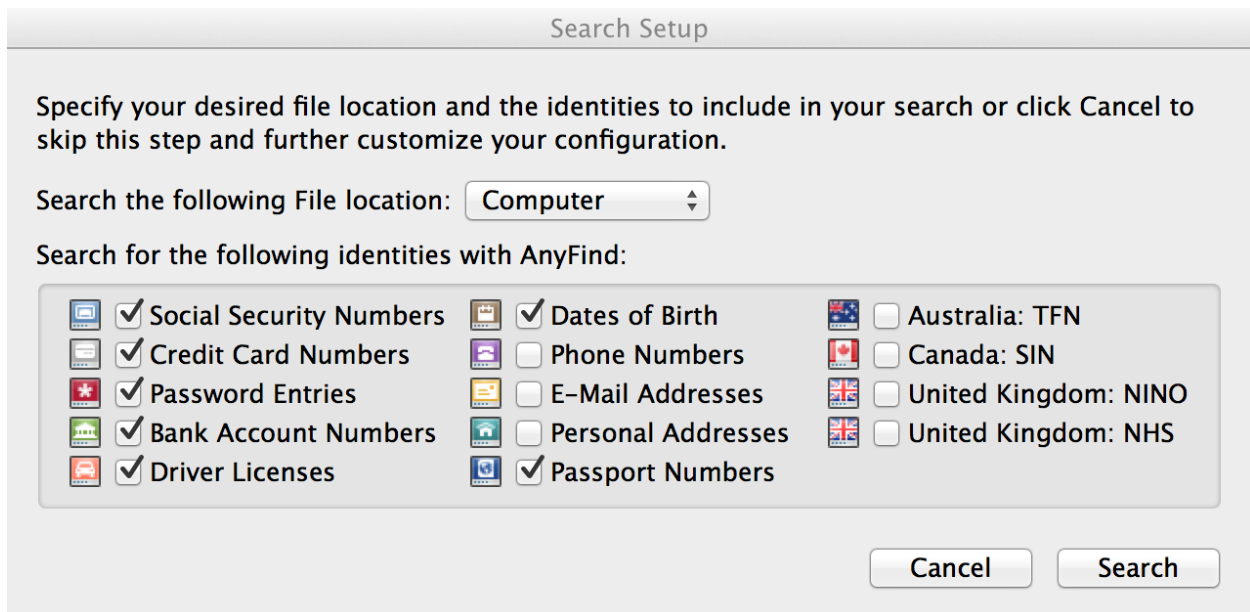 Search Setup
Specify your desired file location and the identities to include in your search or click Cancel to
skip this step and further customize your configuration.
Search the following File location: Computer
Search for the following identities with AnyFind:
Social Security Numbers Dates of Birth Australia: TFN
Credit Card Numbers Phone Numbers Canada: SIN
Password Entries E-Mail Addresses United Kingdom: NINO
Bank Account Numbers Personal Addresses United Kingdom: NHS
Driver Licenses Passport Numbers
Cancel Search